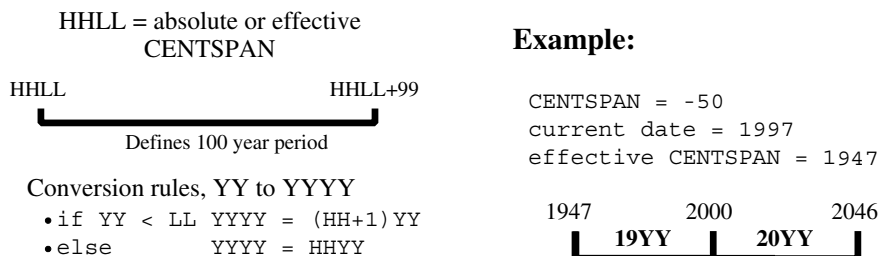 HHLL = absolute or effective
CENTSPAN
HHLL HHLL+99
Defines 100 year period
Conversion rules, YY to YYYY
• if YY < LL YYYY = (HH+1)YY
• else YYYY = HHYY
Example:
CENTSPAN = -50
current date = 1997
effective CENTSPAN = 1947
1947 2000 2046
19YY 20YY